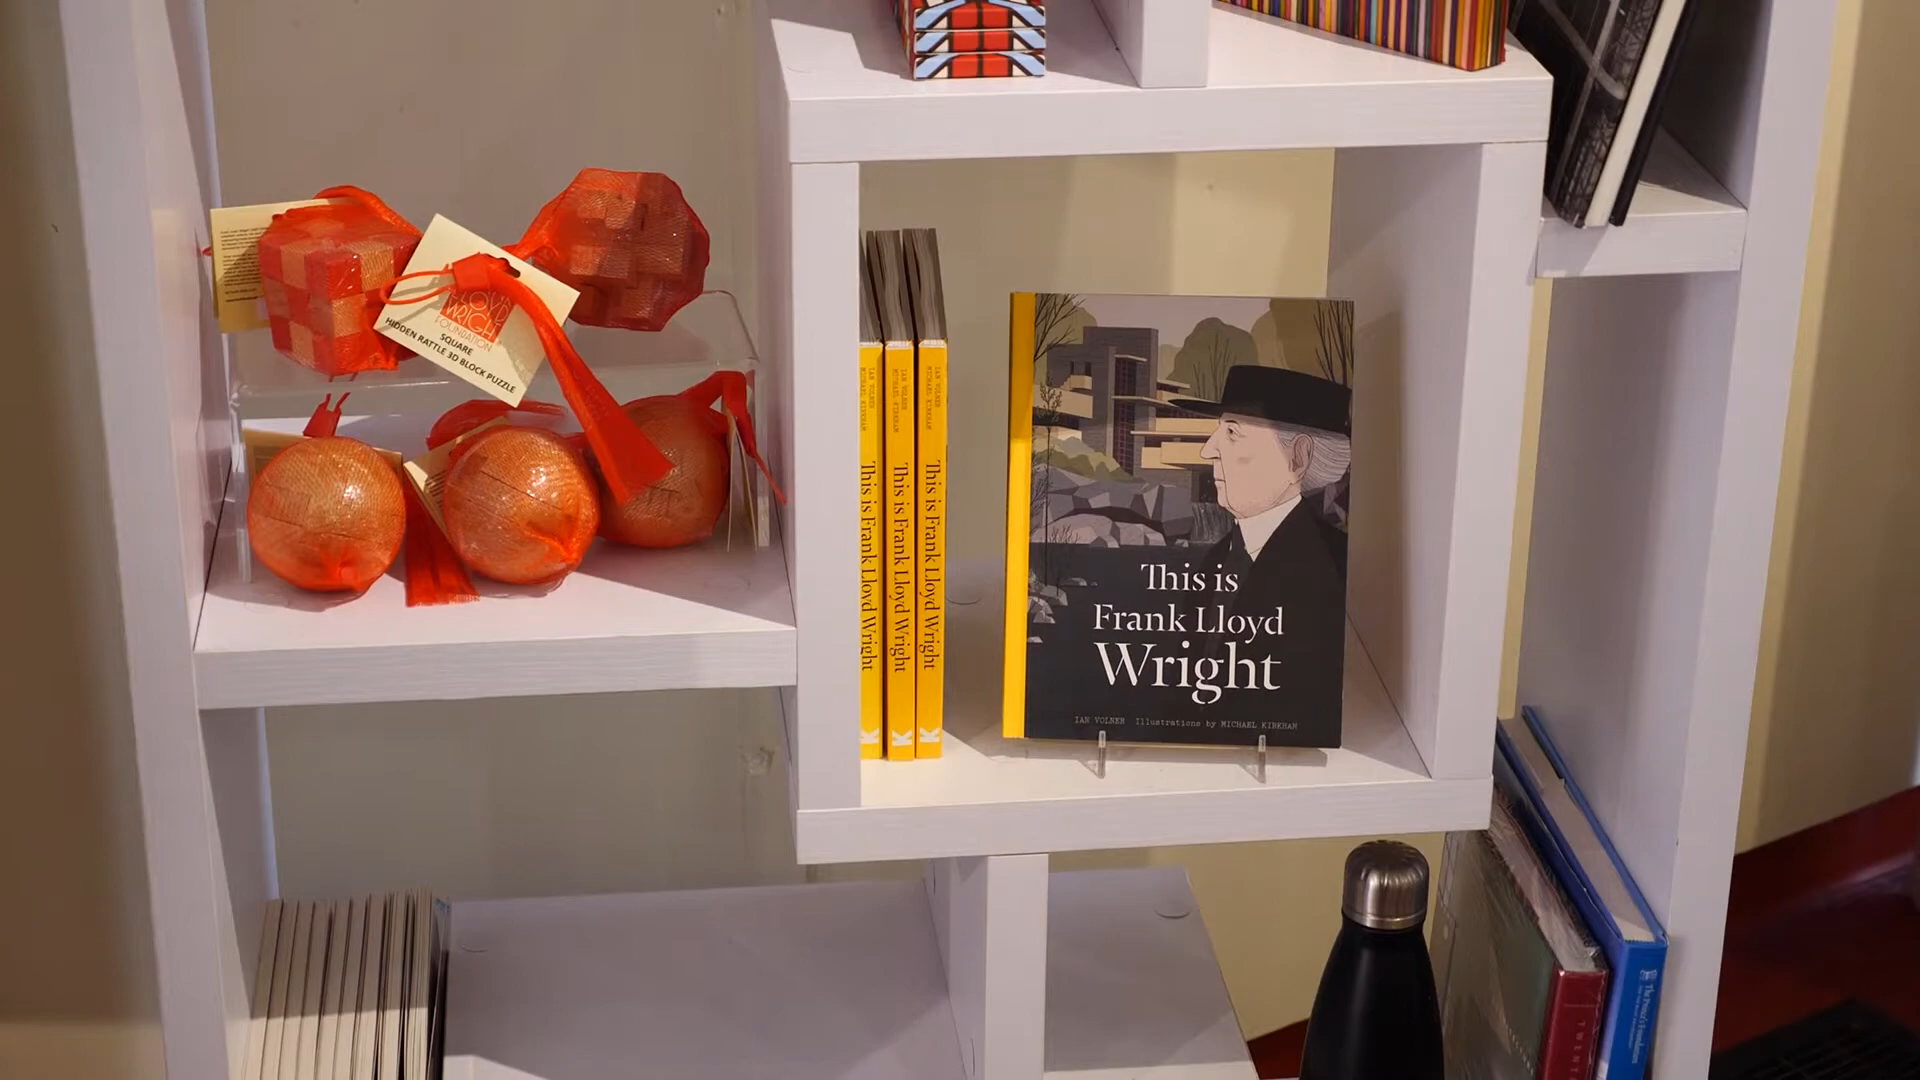 LLOYD
WRIGHT
FOUNDATION
SQUARE
HIDDEN RATTLE 3D BLOCK PUZZLE
IAN VOLNER
MICHAEL KIRKHAM
This is Frank Lloyd Wright
IAN VOLNER
MICHAEL KIRKHAM
This is Frank Lloyd Wright
IAN VOLNER
MICHAEL KIRKHAM
This is Frank Lloyd Wright
This is
Frank Lloyd
Wright
IAN VOLNER Illustrations by MICHAEL KIRKHAM